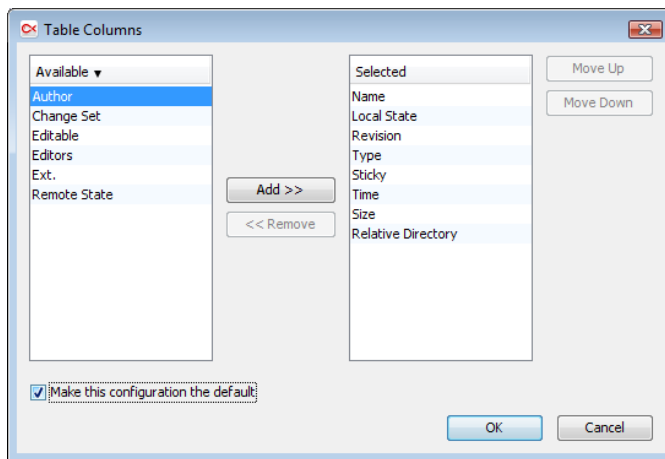 Table Columns
Available
Author
Change Set
Editable
Editors
Ext.
Remote State
Add >>
<< Remove
Selected
Name
Local State
Revision
Type
Sticky
Time
Size
Relative Directory
Move Up
Move Down
Make this configuration the default
OK
Cancel